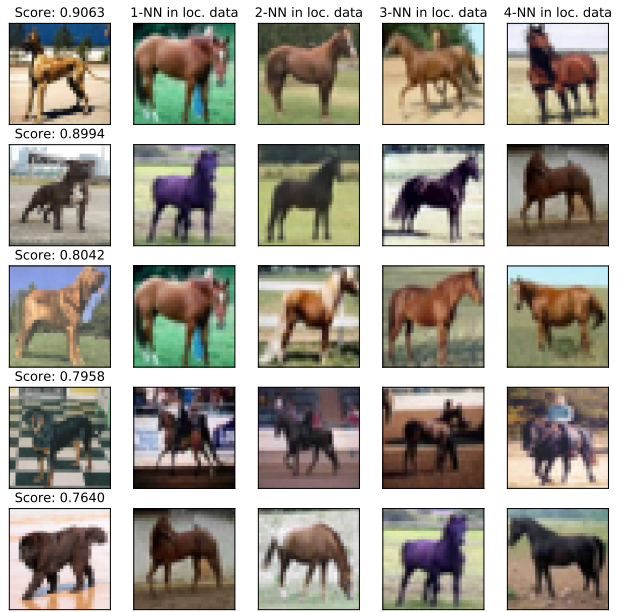 Score: 0.9063 1-NN in loc. data 2-NN in loc. data 3-NN in loc. data 4-NN in loc. data
Score: 0.8994
Score: 0.8042
Score: 0.7958
Score: 0.7640